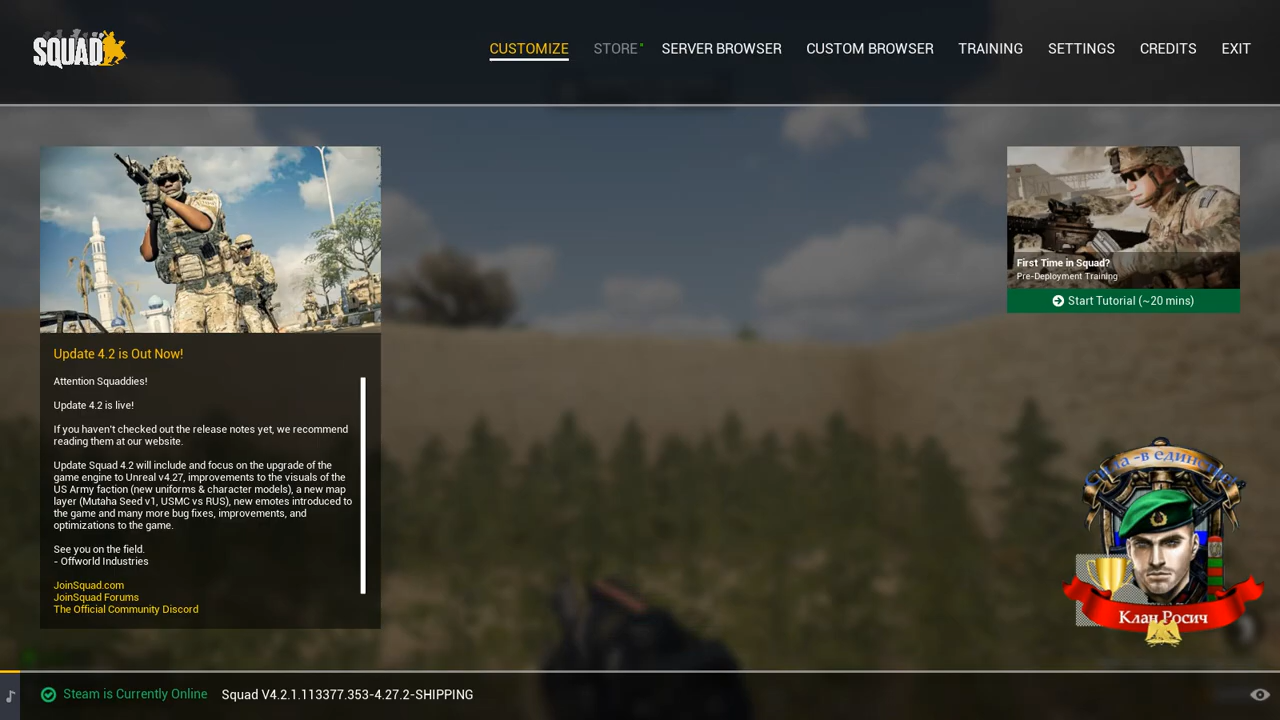 SQUAD
CUSTOMIZE
STORE
SERVER BROWSER
CUSTOM BROWSER
TRAINING
SETTINGS
CREDITS
EXIT
Update 4.2 is Out Now!
Attention Squaddies!
Update 4.2 is live!
If you haven't checked out the release notes yet, we recommend
reading them at our website.
Update Squad 4.2 will include and focus on the upgrade of the
game engine to Unreal v4.27, improvements to the visuals of the
US Army faction (new uniforms & character models), a new map
layer (Mutaha Seed v1, USMC vs RUS), new emotes introduced to
the game and many more bug fixes, improvements, and
optimizations to the game.
See you on the field.
- Offworld Industries
JoinSquad.com
JoinSquad Forums
The Official Community Discord
First Time in Squad?
Pre-Deployment Training
Start Tutorial (~20 mins)
Сила -в единстве
Клан Росич
Steam is Currently Online
Squad V4.2.1.113377.353-4.27.2-SHIPPING